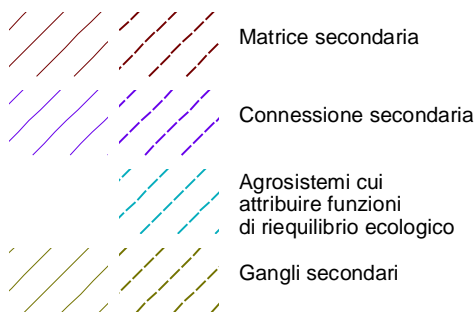 Matrice secondaria
Connessione secondaria
Agrosistemi cui
attribuire funzioni
di riequilibrio ecologico
Gangli secondari